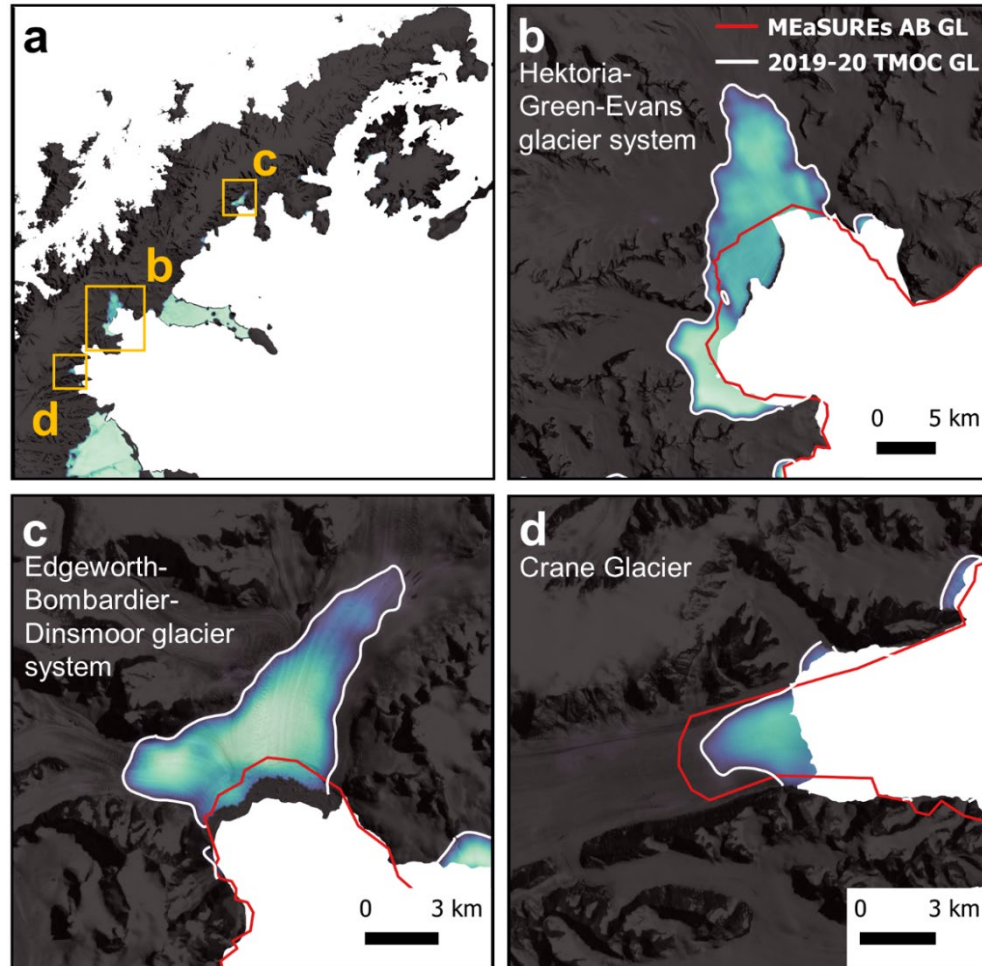 a
c
b
d
b
MEaSUREs AB GL
2019-20 TMOC GL
Hektoria-
Green-Evans
glacier system
0 5 km
c
Edgeworth-
Bombardier-
Dinsmoor glacier
system
0 3 km
d
Crane Glacier
0 3 km